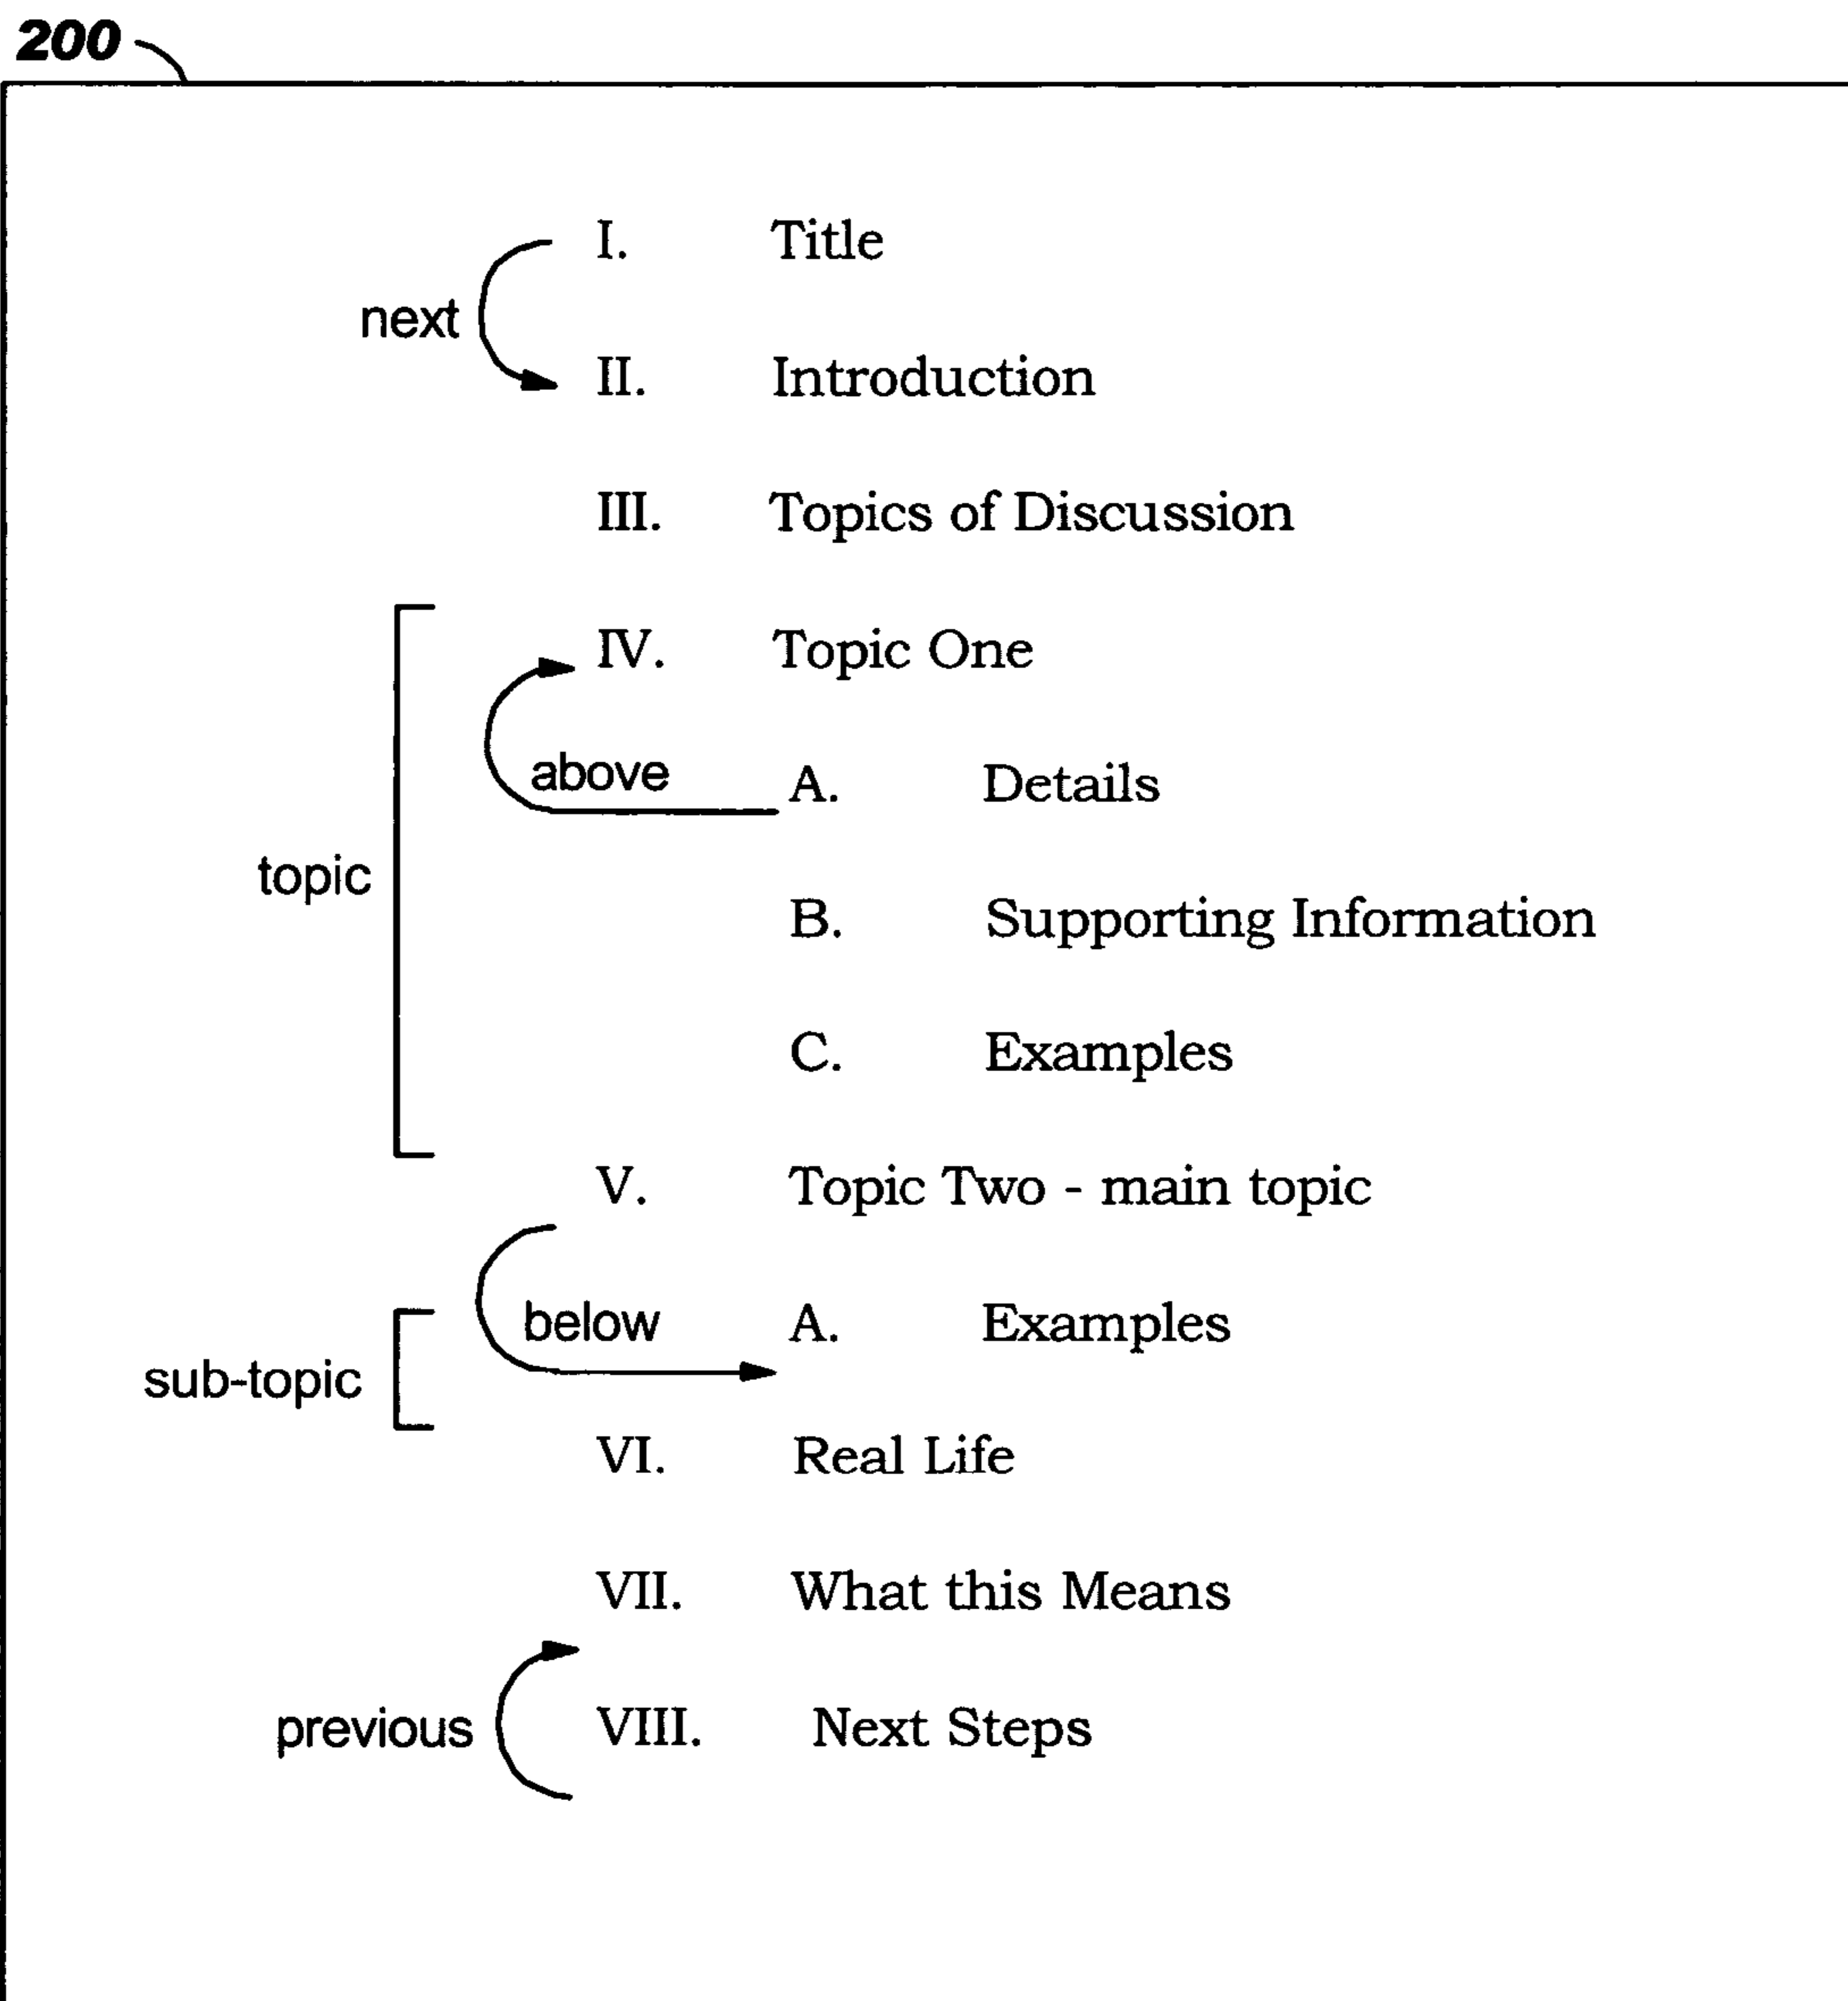 200
I. Title
next
II. Introduction
III. Topics of Discussion
IV. Topic One
above A. Details
topic
B. Supporting Information
C. Examples
V. Topic Two - main topic
below A. Examples
sub-topic
VI. Real Life
VII. What this Means
previous VIII. Next Steps